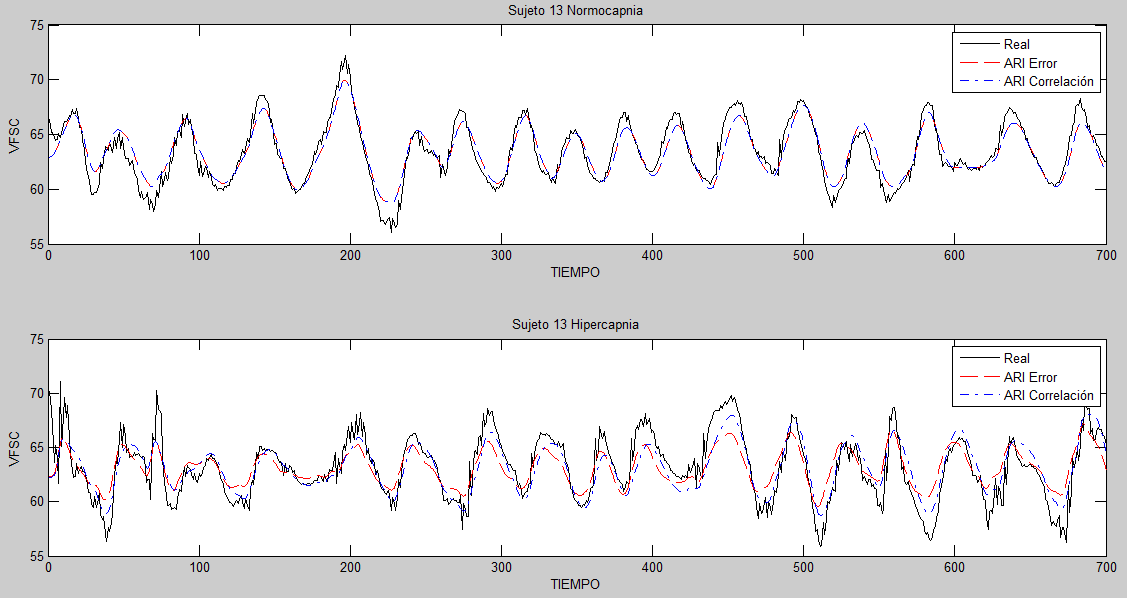 Sujeto 13 Normocapnia
75
70
65
60
55
VFSC
0 100 200 300 400 500 600 700
TIEMPO
Real
ARI Error
ARI Correlación
Sujeto 13 Hipercapnia
75
70
65
60
55
VFSC
0 100 200 300 400 500 600 700
TIEMPO
Real
ARI Error
ARI Correlación